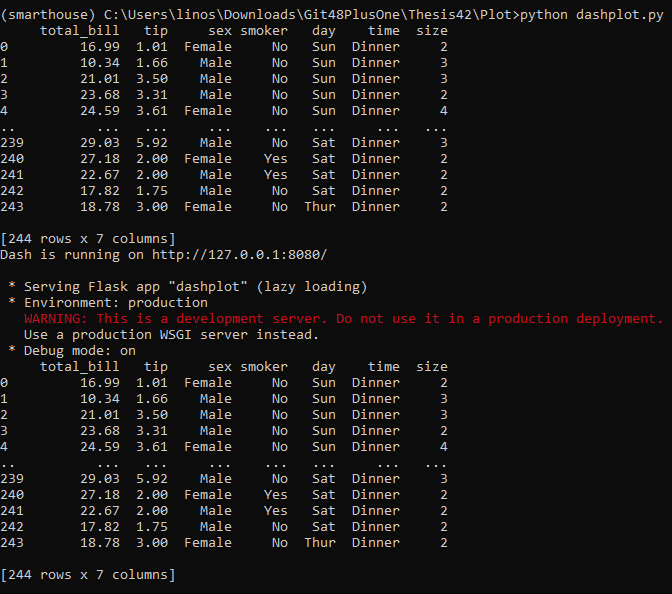 (smarthouse) C:\Users\linos\Downloads\Git48PlusOne\Thesis42\Plot>python dashplot.py
     total_bill   tip     sex smoker   day    time  size
0         16.99  1.01  Female     No   Sun  Dinner     2
1         10.34  1.66    Male     No   Sun  Dinner     3
2         21.01  3.50    Male     No   Sun  Dinner     3
3         23.68  3.31    Male     No   Sun  Dinner     2
4         24.59  3.61  Female     No   Sun  Dinner     4
..          ...   ...     ...    ...   ...     ...   ...
239       29.03  5.92    Male     No   Sat  Dinner     3
240       27.18  2.00  Female    Yes   Sat  Dinner     2
241       22.67  2.00    Male    Yes   Sat  Dinner     2
242       17.82  1.75    Male     No   Sat  Dinner     2
243       18.78  3.00  Female     No  Thur  Dinner     2
[244 rows x 7 columns]
Dash is running on http://127.0.0.1:8080/
 * Serving Flask app "dashplot" (lazy loading)
 * Environment: production
   WARNING: This is a development server. Do not use it in a production deployment.
   Use a production WSGI server instead.
 * Debug mode: on
     total_bill   tip     sex smoker   day    time  size
0         16.99  1.01  Female     No   Sun  Dinner     2
1         10.34  1.66    Male     No   Sun  Dinner     3
2         21.01  3.50    Male     No   Sun  Dinner     3
3         23.68  3.31    Male     No   Sun  Dinner     2
4         24.59  3.61  Female     No   Sun  Dinner     4
..          ...   ...     ...    ...   ...     ...   ...
239       29.03  5.92    Male     No   Sat  Dinner     3
240       27.18  2.00  Female    Yes   Sat  Dinner     2
241       22.67  2.00    Male    Yes   Sat  Dinner     2
242       17.82  1.75    Male     No   Sat  Dinner     2
243       18.78  3.00  Female     No  Thur  Dinner     2
[244 rows x 7 columns]